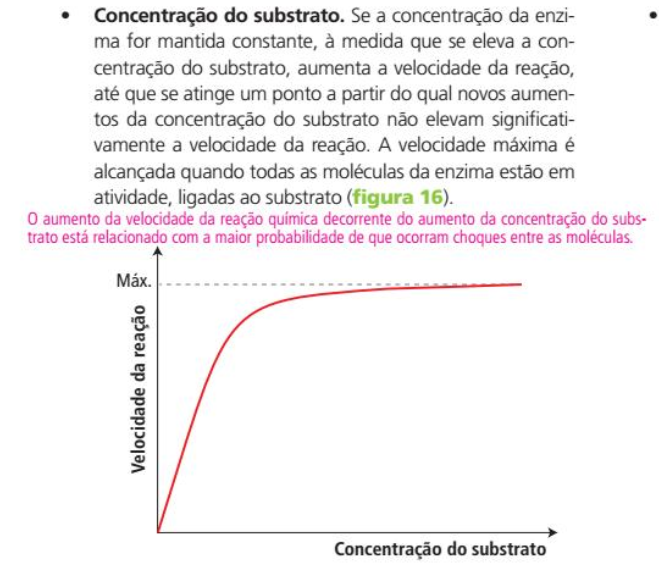 • Concentração do substrato. Se a concentração da enzi-
ma for mantida constante, à medida que se eleva a con-
centração do substrato, aumenta a velocidade da reação,
até que se atinge um ponto a partir do qual novos aumen-
tos da concentração do substrato não elevam significati-
vamente a velocidade da reação. A velocidade máxima é
alcançada quando todas as moléculas da enzima estão em
atividade, ligadas ao substrato (figura 16).
O aumento da velocidade da reação química decorrente do aumento da concentração do subs-
trato está relacionado com a maior probabilidade de que ocorram choques entre as moléculas.
Máx.
Velocidade da reação
Concentração do substrato